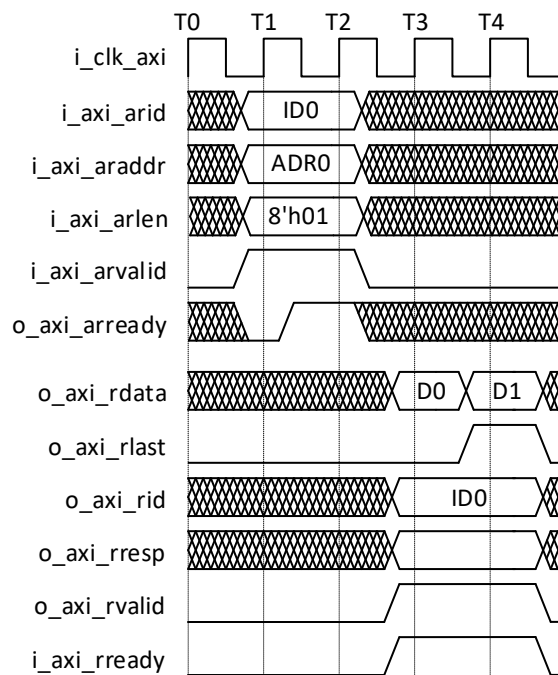 T0 T1 T2 T3 T4
i_clk_axi
i_axi_arid ID0
i_axi_araddr ADR0
i_axi_arlen 8'h01
i_axi_arvalid
o_axi_arready
o_axi_rdata D0 D1
o_axi_rlast
o_axi_rid ID0
o_axi_rresp
o_axi_rvalid
i_axi_rready